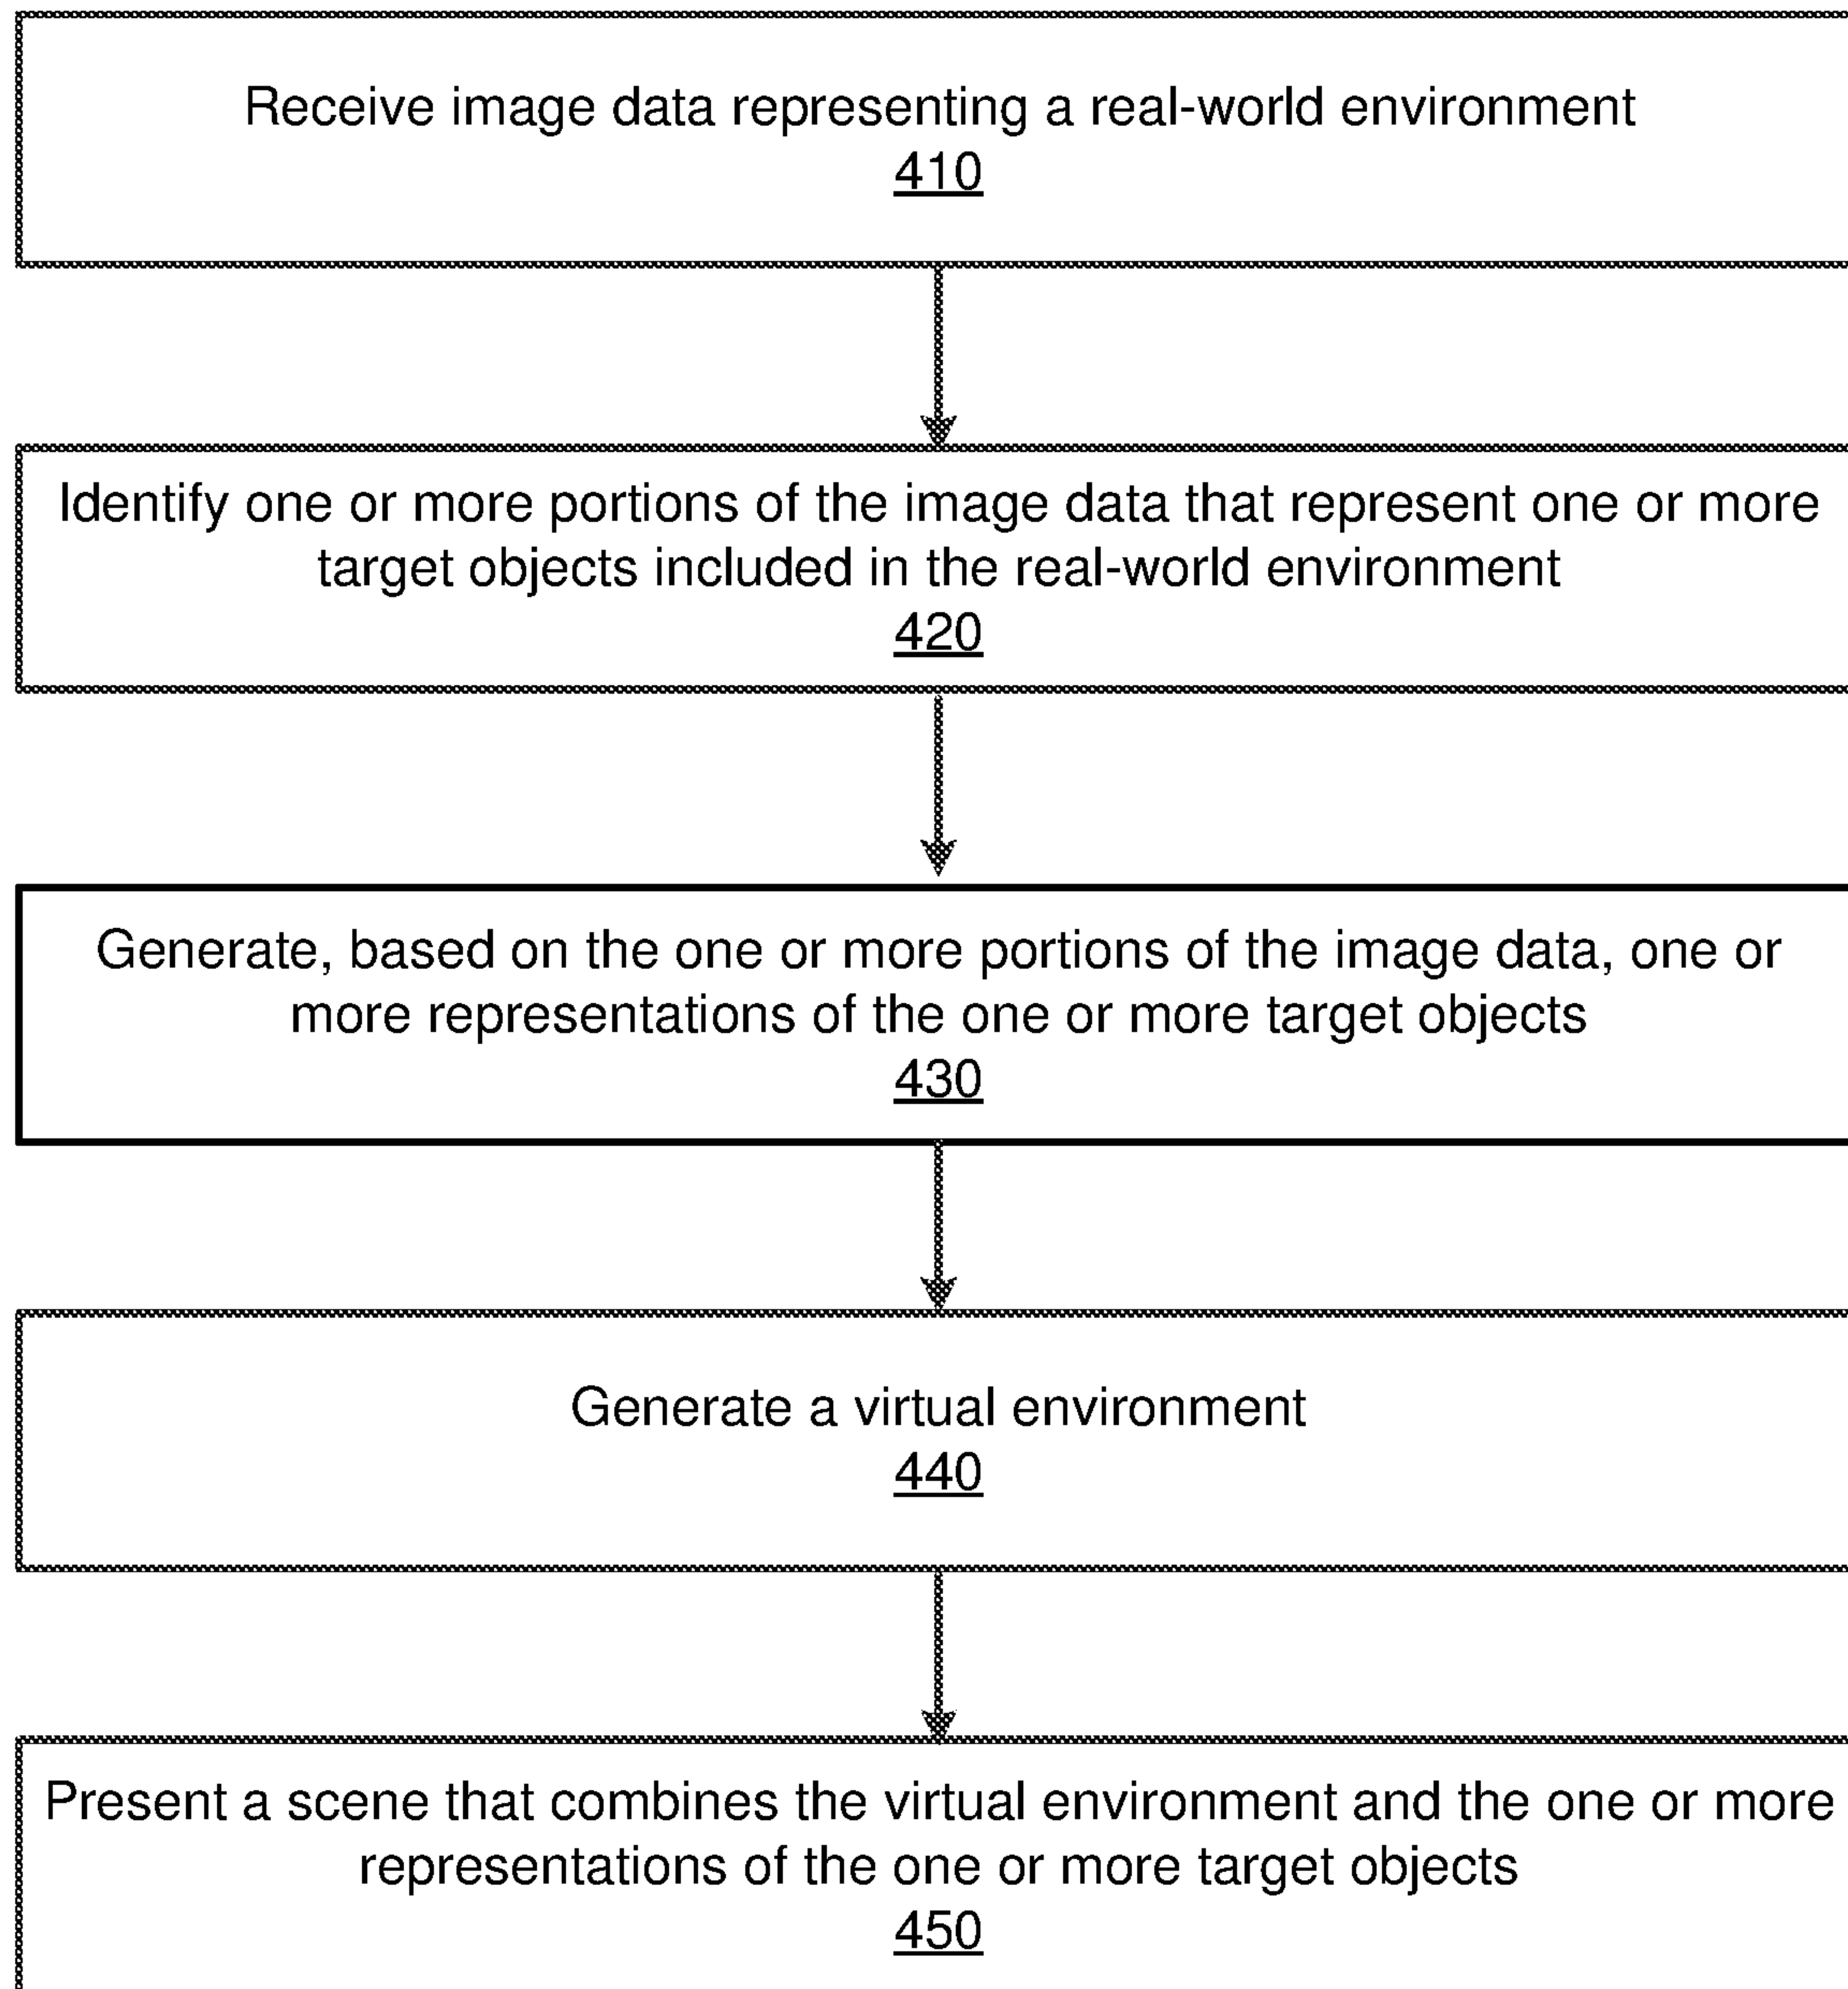 Receive image data representing a real-world environment
410
Identify one or more portions of the image data that represent one or more
target objects included in the real-world environment
420
Generate, based on the one or more portions of the image data, one or
more representations of the one or more target objects
430
Generate a virtual environment
440
Present a scene that combines the virtual environment and the one or more
representations of the one or more target objects
450